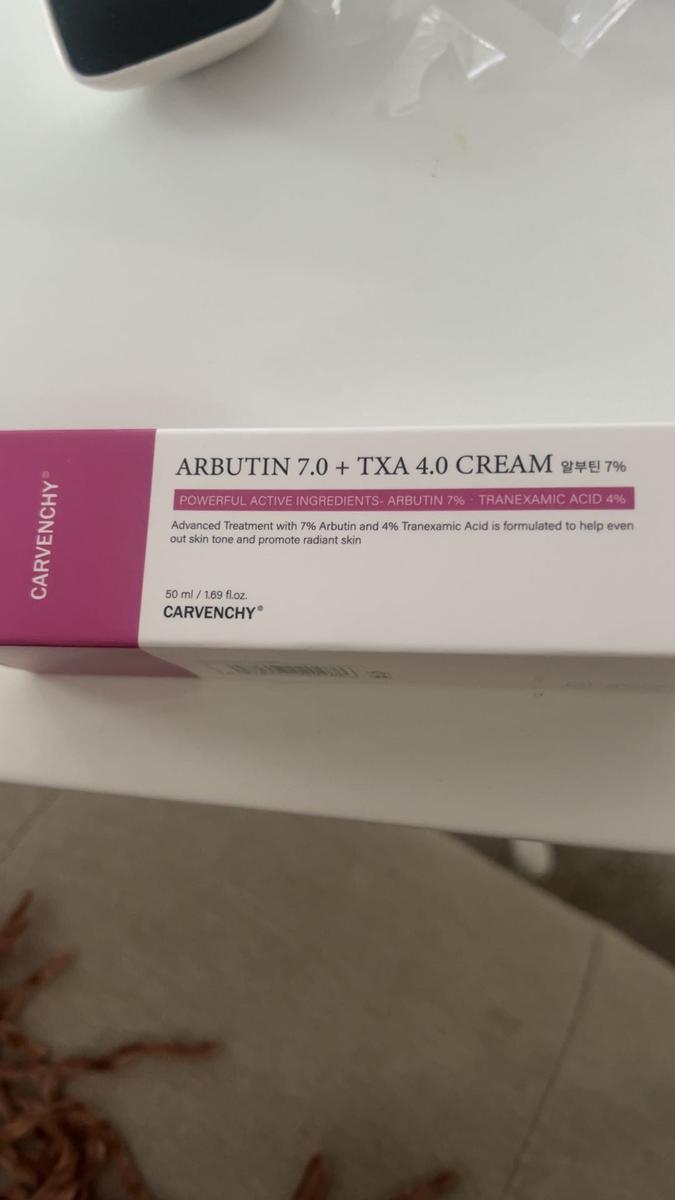 CARVENCHY®
ARBUTIN 7.0 + TXA 4.0 CREAM 알부틴 7%
POWERFUL ACTIVE INGREDIENTS- ARBUTIN 7% · TRANEXAMIC ACID 4%
Advanced Treatment with 7% Arbutin and 4% Tranexamic Acid is formulated to help even
out skin tone and promote radiant skin
50 ml / 1.69 fl.oz.
CARVENCHY®